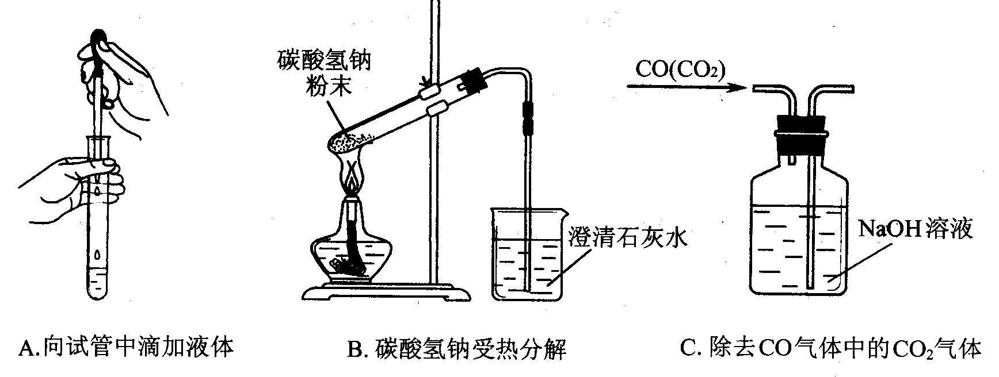 碳酸氢钠
粉末
CO(CO₂)
澄清石灰水
NaOH溶液
A.向试管中滴加液体
B.碳酸氢钠受热分解
C.除去CO气体中的CO₂气体